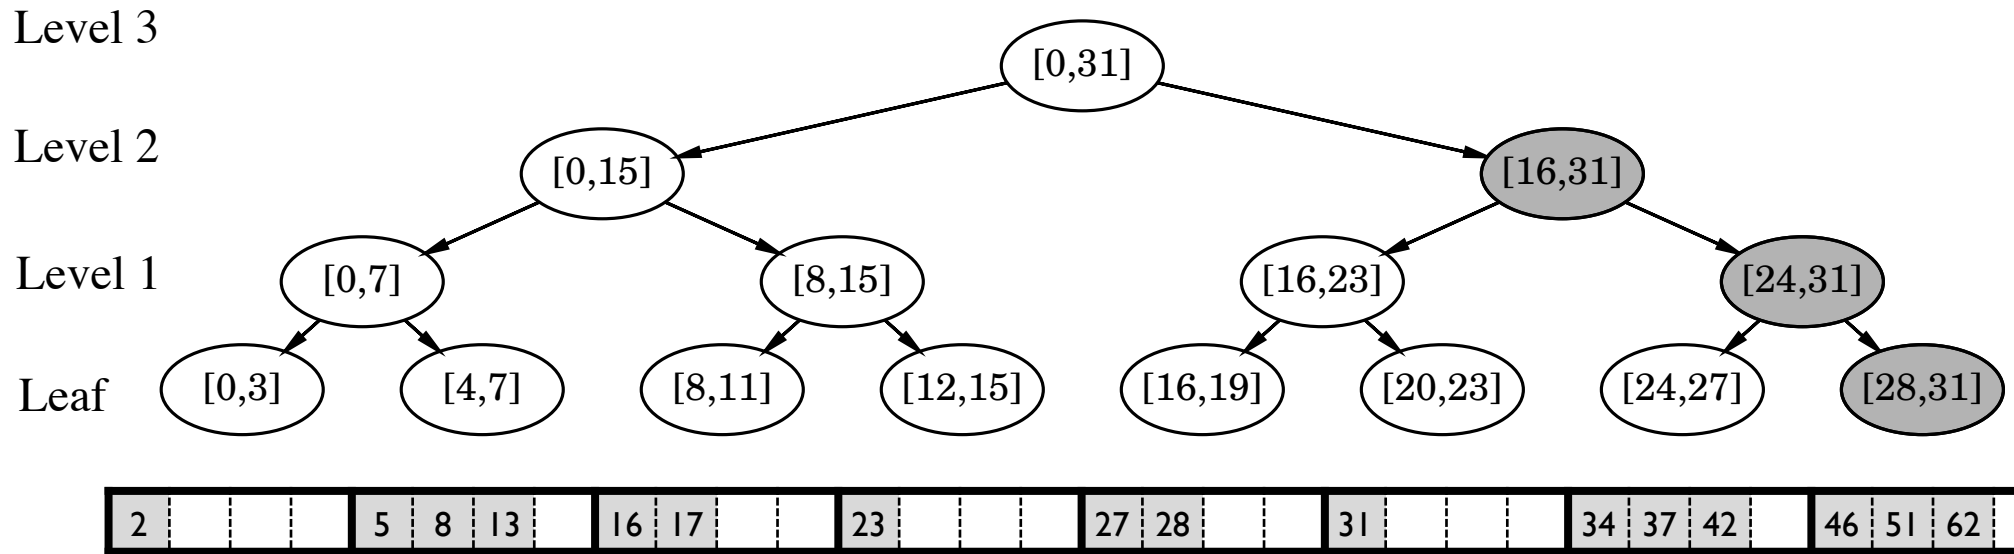 Level 3
[0,31]
Level 2
[0,15] [16,31]
Level 1
[0,7] [8,15] [16,23] [24,31]
Leaf
[0,3] [4,7] [8,11] [12,15] [16,19] [20,23] [24,27] [28,31]
2 5 8 13 16 17 23 27 28 31 34 37 42 46 51 62